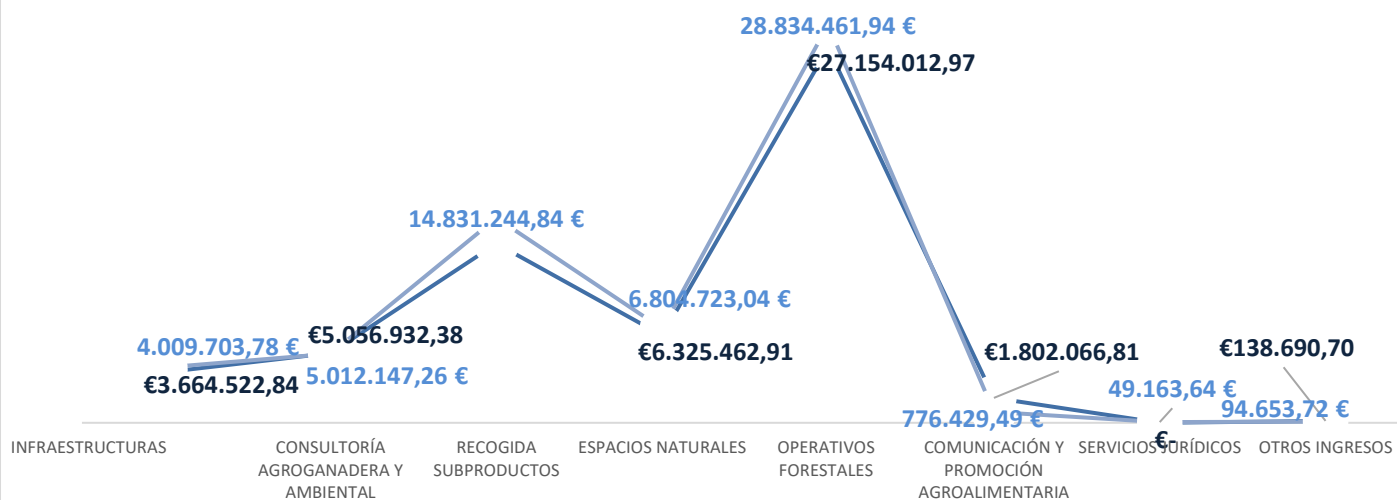 28.834.461,94 €
€27.154.012,97
14.831.244,84 €
6.804.723,04 €
4.009.703,78 €
€5.056.932,38
€6.325.462,91
€1.802.066,81
€138.690,70
€3.664.522,84
5.012.147,26 €
49.163,64 €
776.429,49 €
94.653,72 €
€-
INFRAESTRUCTURAS
CONSULTORÍA
AGROGANADERA Y
AMBIENTAL
RECOGIDA
SUBPRODUCTOS
ESPACIOS NATURALES
OPERATIVOS
FORESTALES
COMUNICACIÓN Y
PROMOCIÓN
AGROALIMENTARIA
SERVICIOS JURÍDICOS
OTROS INGRESOS